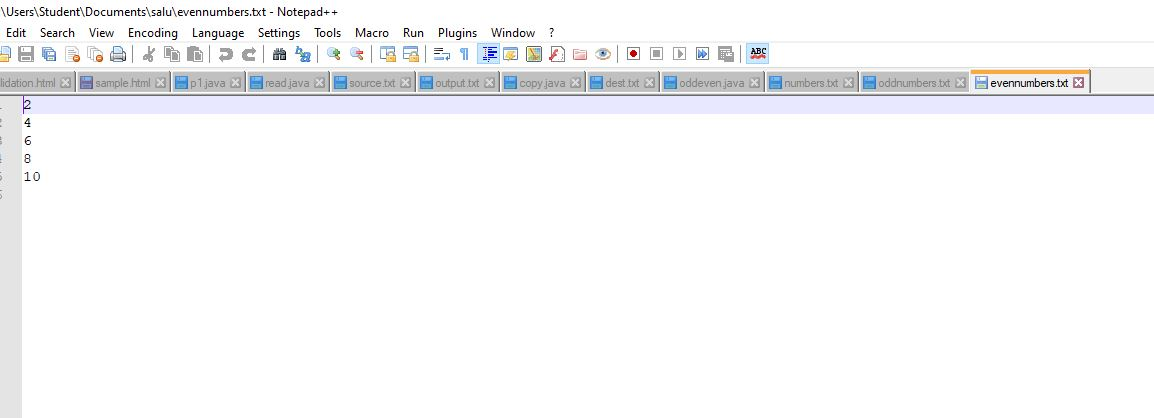 \Users\Student\Documents\salu\evennumbers.txt - Notepad++
Edit Search View Encoding Language Settings Tools Macro Run Plugins Window ?
ABC
lidation.html sample.html p1.java read.java source.txt output.txt copy.java dest.txt oddeven.java numbers.txt oddnumbers.txt evennumbers.txt
2
4
6
8
10